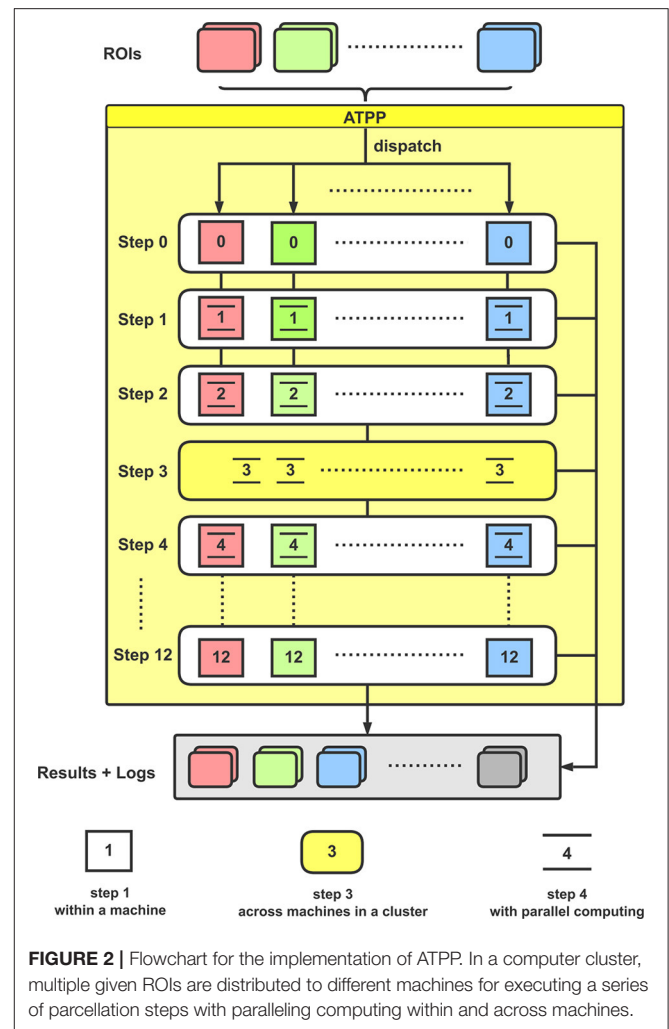 ROIs
ATPP
dispatch
Step 0 0 0 0
Step 1 1 1 1
Step 2 2 2 2
Step 3 3 3 3
Step 4 4 4 4
Step 12 12 12 12
Results + Logs
1 3 4
step 1 step 3 step 4
within a machine across machines in a cluster with parallel computing
FIGURE 2 | Flowchart for the implementation of ATPP. In a computer cluster,
multiple given ROIs are distributed to different machines for executing a series
of parcellation steps with paralleling computing within and across machines.